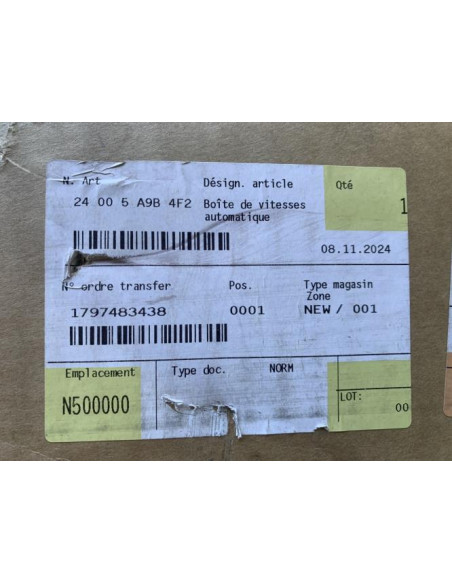 N. Art Désign. article Qté
24 00 5 A9B 4F2 Boîte de vitesses 1
automatique
08.11.2024
N° ordre transfer Pos. Type magasin
Zone
1797483438 0001 NEW / 001
Emplacement Type doc. NORM
N500000 LOT:
00